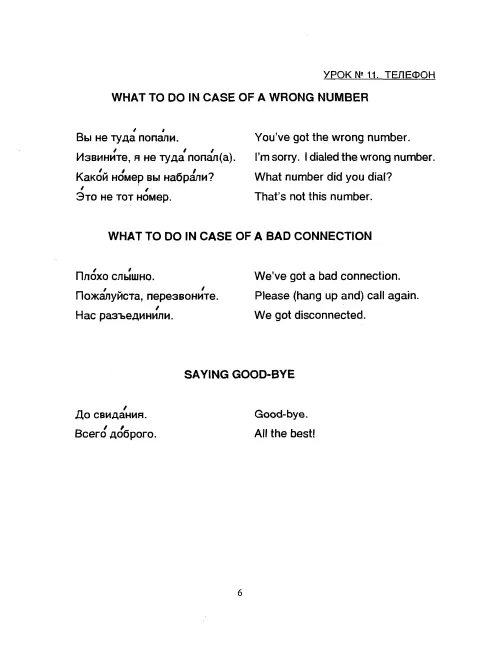 УРОК № 11. ТЕЛЕФОН
WHAT TO DO IN CASE OF A WRONG NUMBER
Вы не туда́ попа́ли. You've got the wrong number.
Извини́те, я не туда́ попа́л(а). I'm sorry. I dialed the wrong number.
Како́й но́мер вы набра́ли? What number did you dial?
Э́то не тот но́мер. That's not this number.
WHAT TO DO IN CASE OF A BAD CONNECTION
Пло́хо слы́шно. We've got a bad connection.
Пожа́луйста, перезвони́те. Please (hang up and) call again.
Нас разъедини́ли. We got disconnected.
SAYING GOOD-BYE
До свида́ния. Good-bye.
Всего́ до́брого. All the best!
6